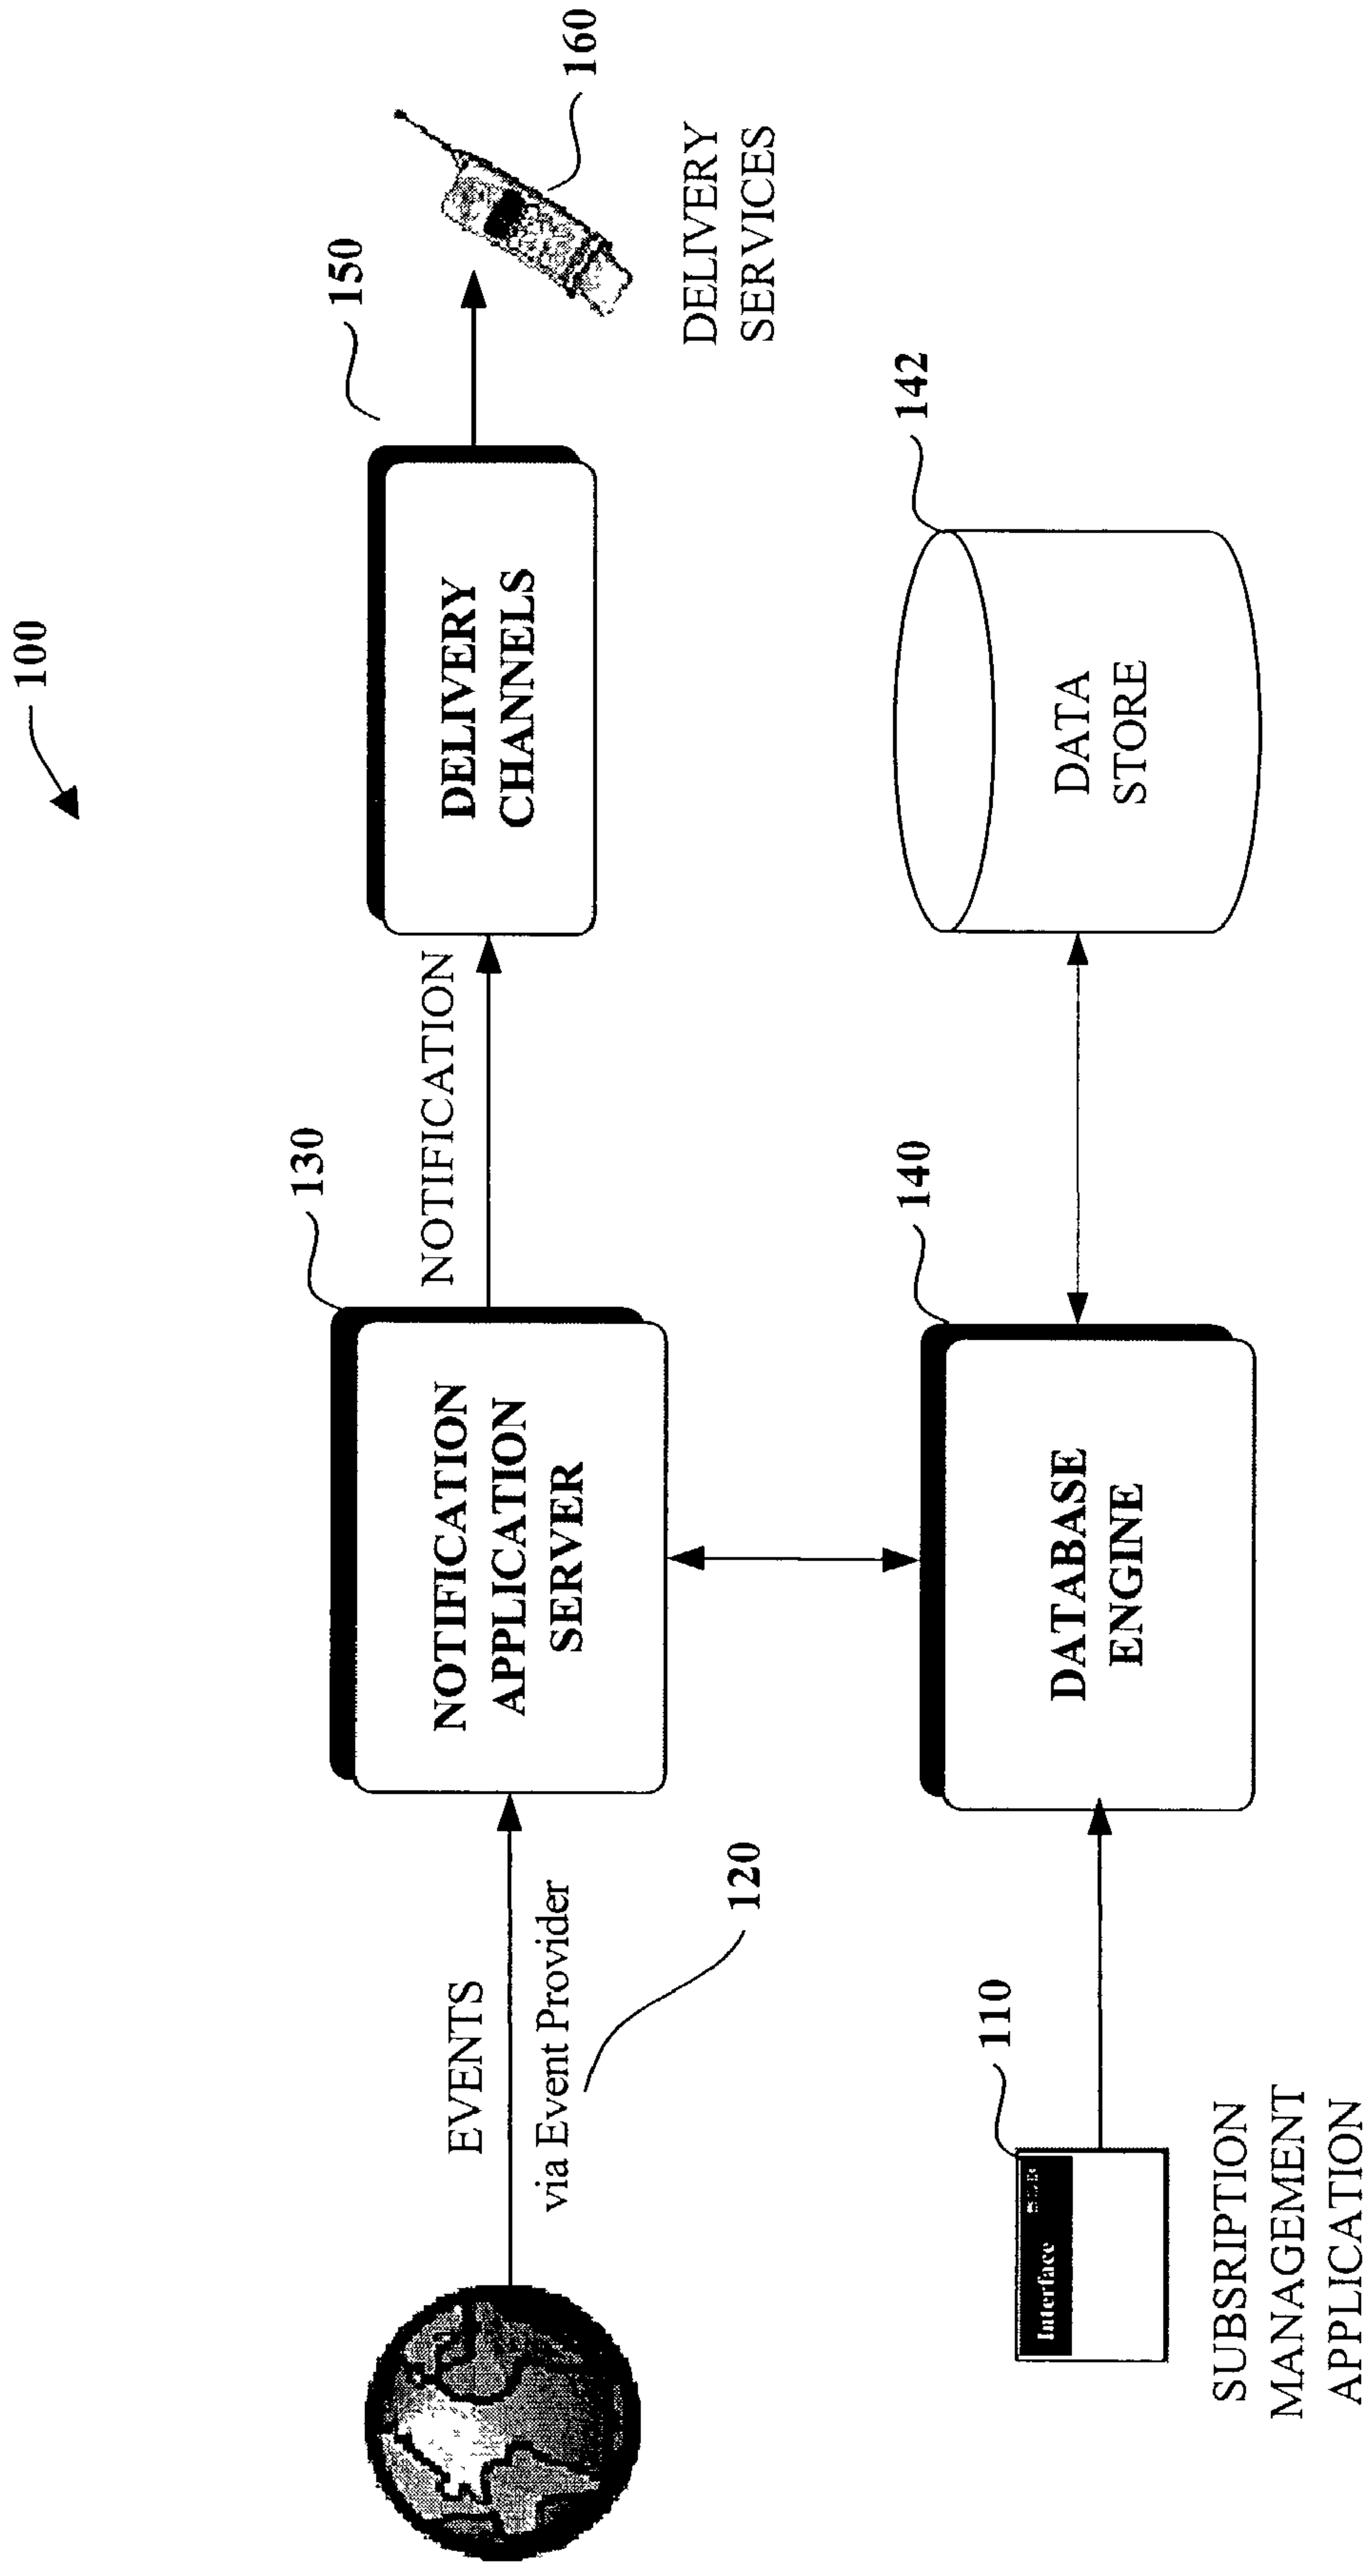 100
EVENTS
via Event Provider
120
NOTIFICATION
APPLICATION
SERVER
130
NOTIFICATION
DELIVERY
CHANNELS
150
160
DELIVERY
SERVICES
Interface
110
SUBSRIPTION
MANAGEMENT
APPLICATION
DATABASE
ENGINE
140
DATA
STORE
142